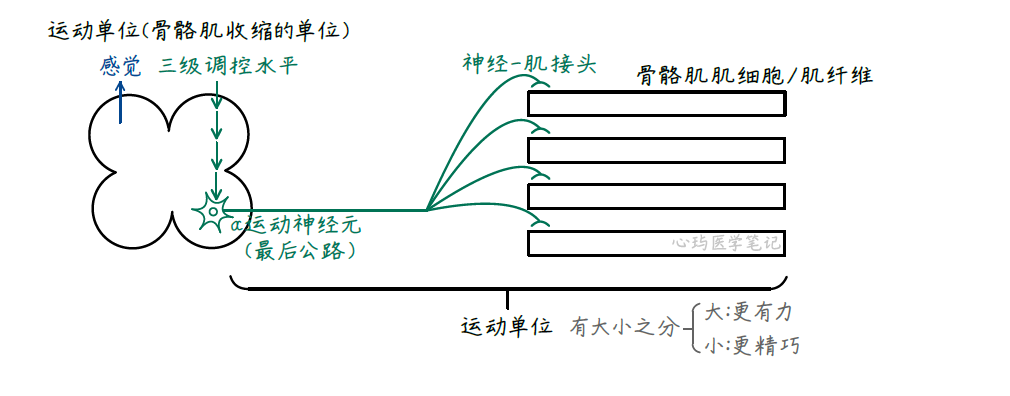 运动单位(骨骼肌收缩的单位)
感觉 三级调控水平
神经-肌接头
骨骼肌肌细胞/肌纤维
α运动神经元
(最后公路)
心玙医学笔记
运动单位 有大小之分
大:更有力
小:更精巧